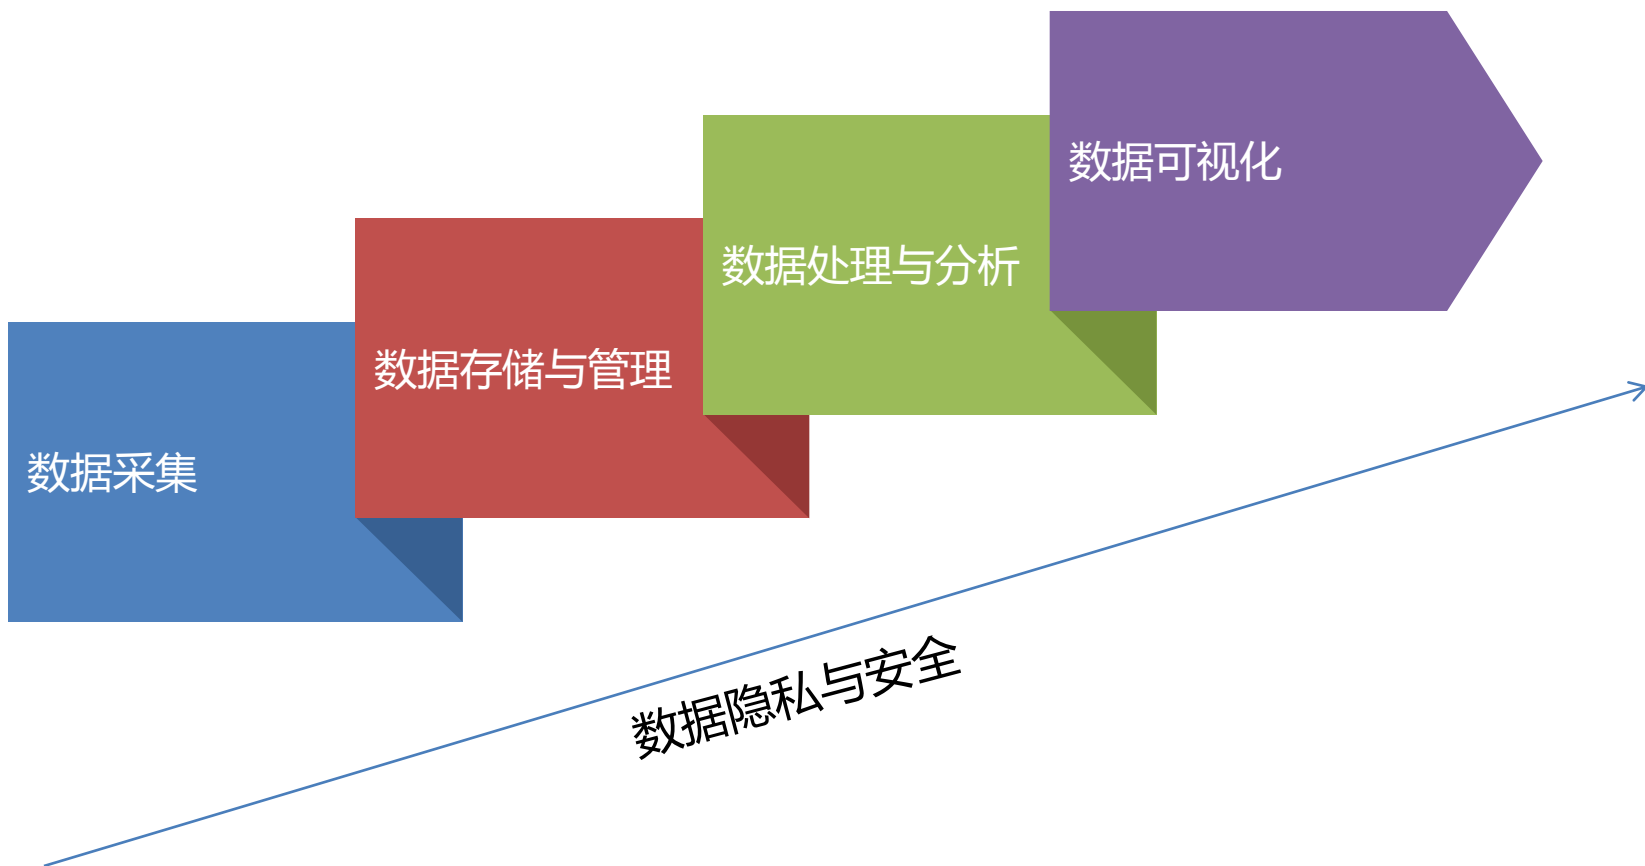 数据可视化
数据处理与分析
数据存储与管理
数据采集
数据隐私与安全